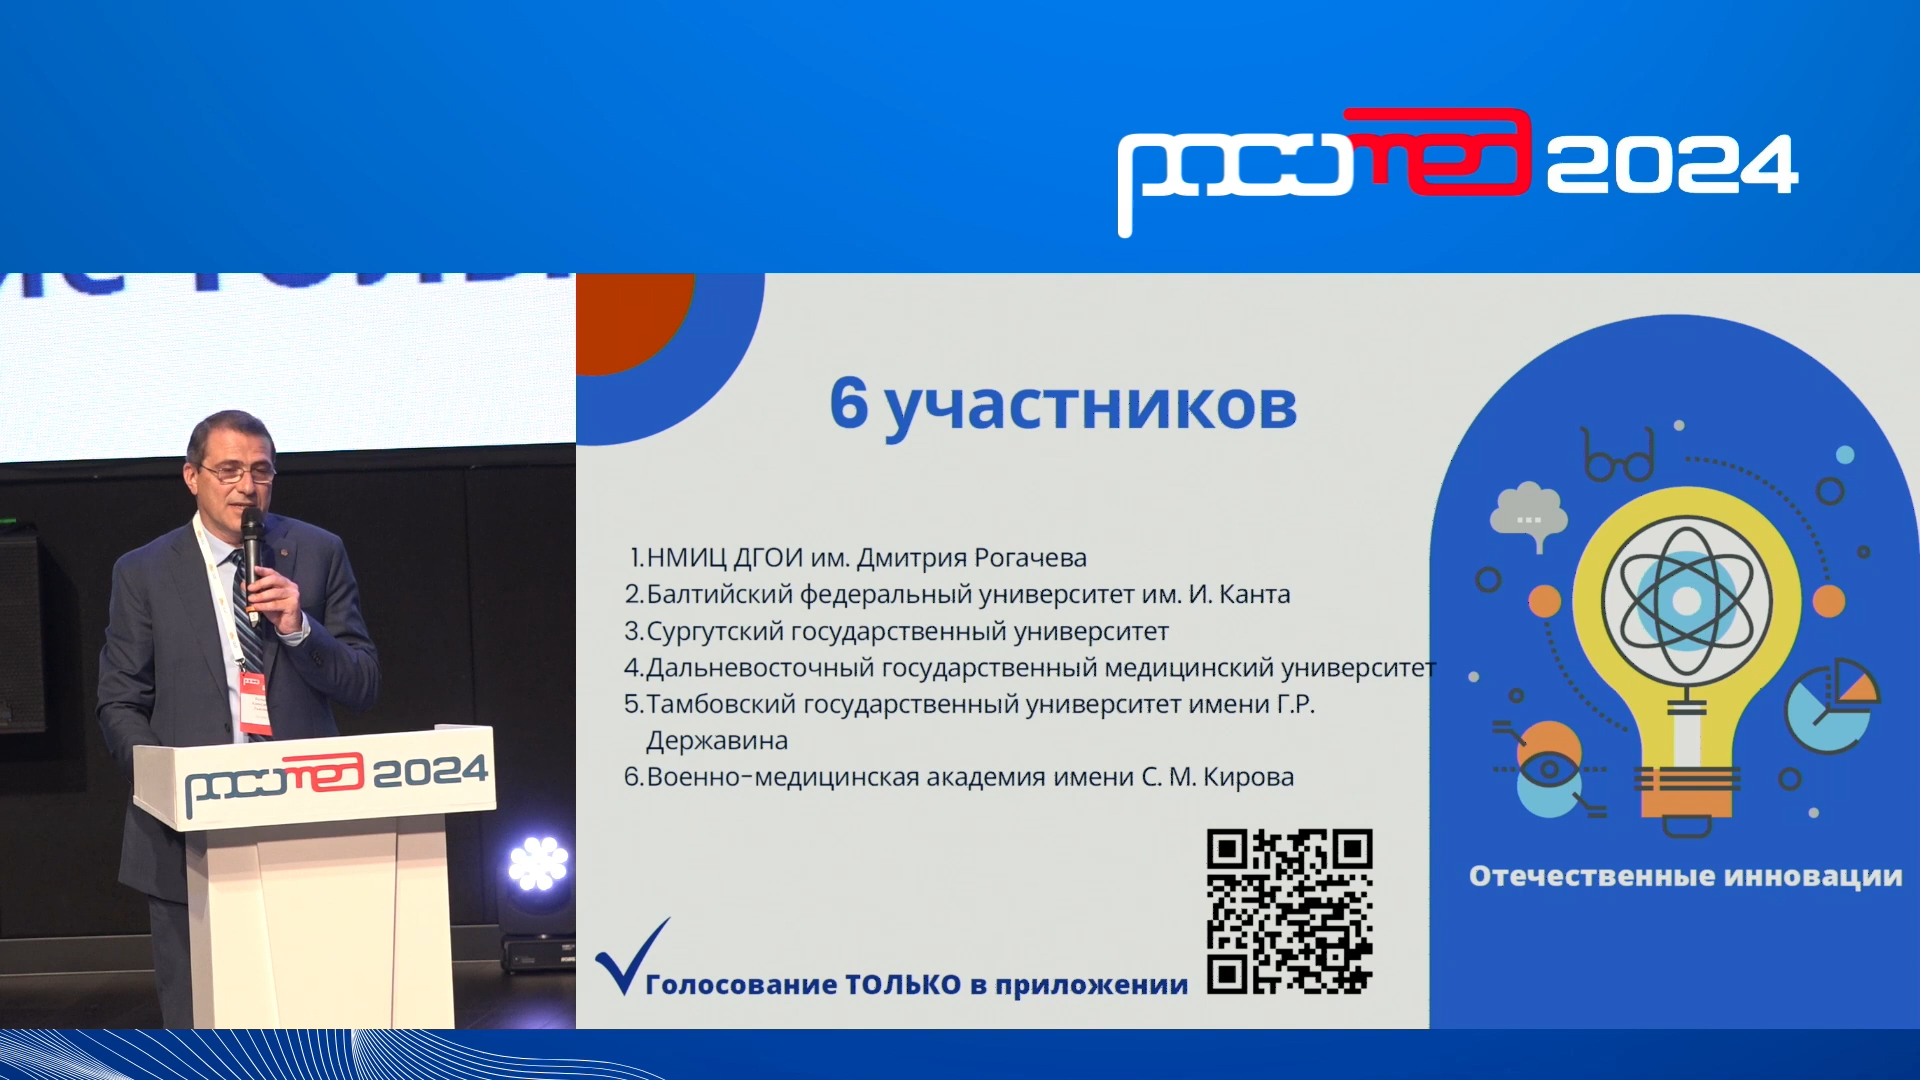 росомед 2024
6 участников
1. НМИЦ ДГОИ им. Дмитрия Рогачева
2. Балтийский федеральный университет им. И. Канта
3. Сургутский государственный университет
4. Дальневосточный государственный медицинский университет
5. Тамбовский государственный университет имени Г.Р.
Державина
6. Военно-медицинская академия имени С. М. Кирова
Голосование ТОЛЬКО в приложении
Отечественные инновации
росомед 2024